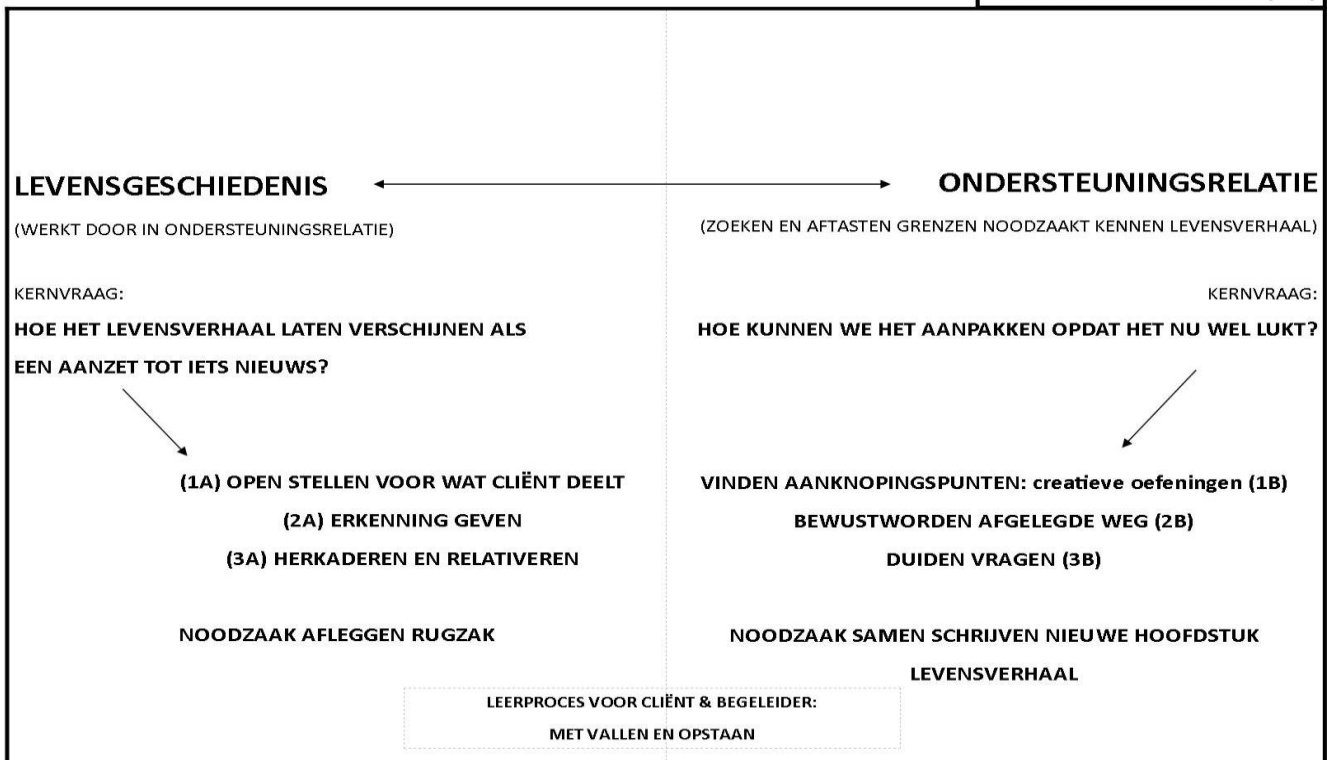 LEVENSGESCHIEDENIS
(WERKT DOOR IN ONDERSTEUNINGSRELATIE)
KERNVRAAG:
HOE HET LEVENSVERHAAL LATEN VERSCHIJNEN ALS
EEN AANZET TOT IETS NIEUWS?
(1A) OPEN STELLEN VOOR WAT CLIËNT DEELT
(2A) ERKENNING GEVEN
(3A) HERKADEREN EN RELATIVEREN
NOODZAAK AFLEGGEN RUGZAK
ONDERSTEUNINGSRELATIE
(ZOEKEN EN AFTASTEN GRENZEN NOODZAAKT KENNEN LEVENSVERHAAL)
KERNVRAAG:
HOE KUNNEN WE HET AANPAKKEN OPDAT HET NU WEL LUKT?
VINDEN AANKNOPINGSPUNTEN: creatieve oefeningen (1B)
BEWUSTWORDEN AFGELEGDE WEG (2B)
DUIDEN VRAGEN (3B)
NOODZAAK SAMEN SCHRIJVEN NIEUWE HOOFDSTUK
LEVENSVERHAAL
LEERPROCES VOOR CLIËNT & BEGELEIDER:
MET VALLEN EN OPSTAAN